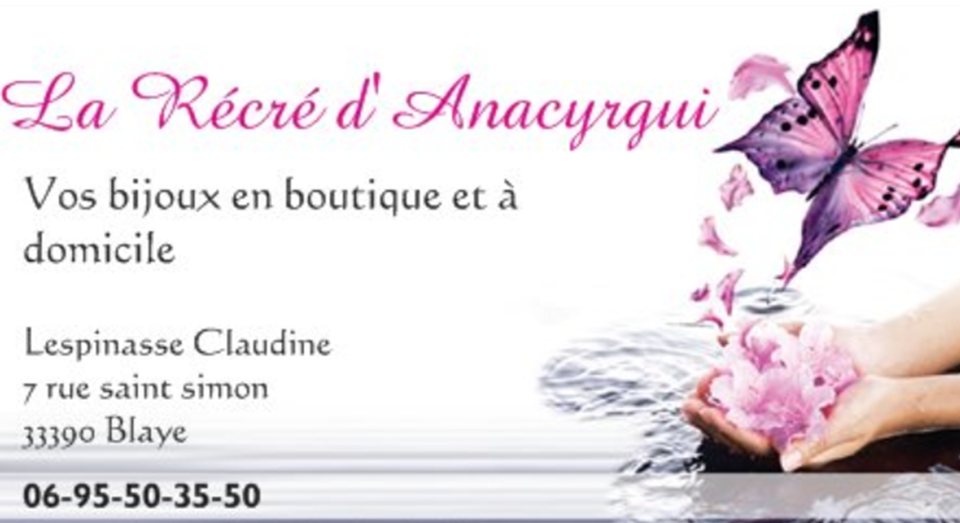 La Récré d' Anacyrgui
Vos bijoux en boutique et à
domicile
Lespinasse Claudine
7 rue saint simon
33390 Blaye
06-95-50-35-50